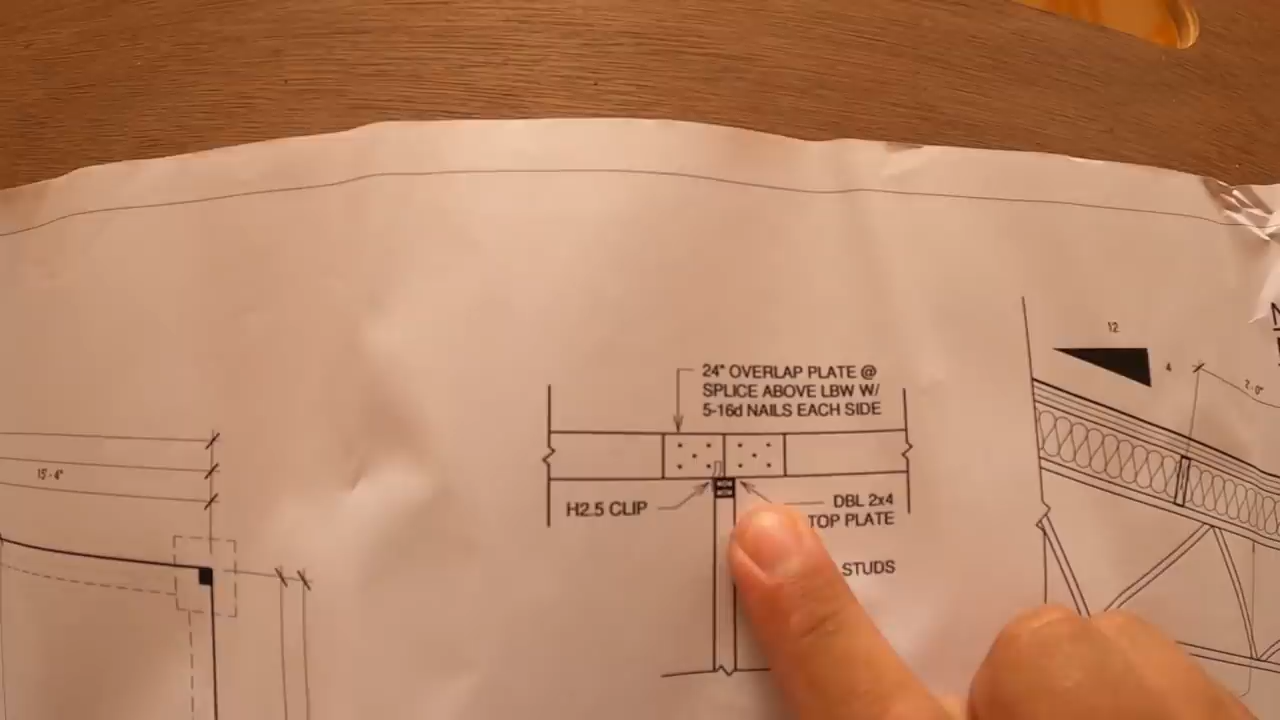 24" OVERLAP PLATE @
SPLICE ABOVE LBW W/
5-16d NAILS EACH SIDE
H2.5 CLIP
DBL 2x4
TOP PLATE
STUDS
15'-4"
12
4
2'-0"